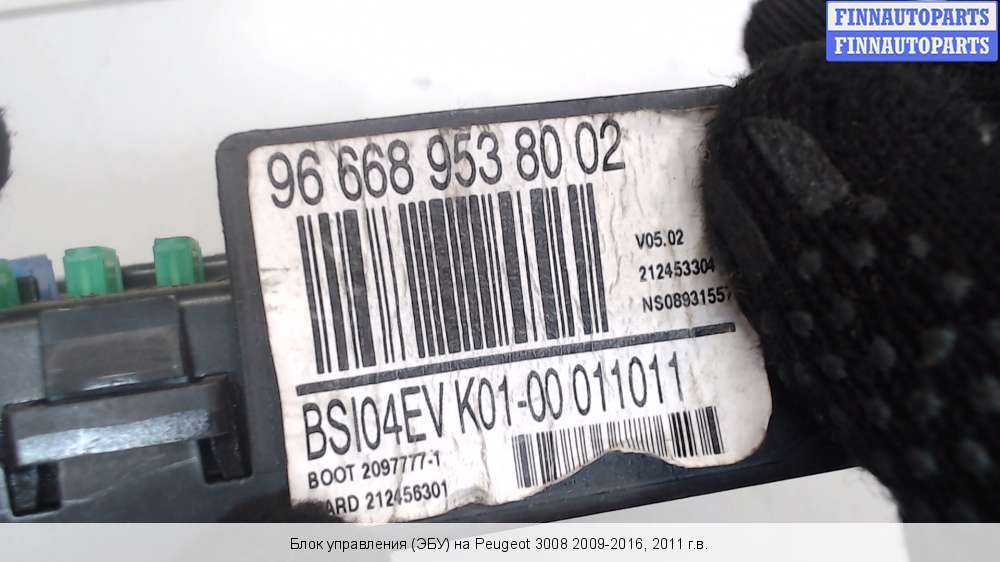 FINNAUTOPARTS
FINNAUTOPARTS
96 668 953 80 02
V05.02
212453304
NS08931557
BSI04EV K01-00 011011
BOOT 2097777-1
ARD 212456301
Блок управления (ЭБУ) на Peugeot 3008 2009-2016, 2011 г.в.